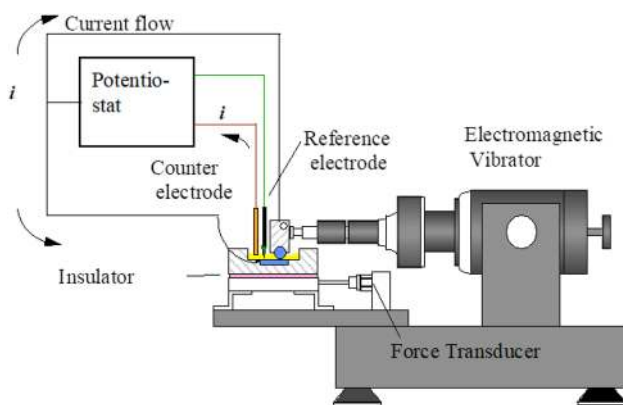 Current flow
i
Potentio-
stat
i
Reference
electrode
Counter
electrode
Electromagnetic
Vibrator
Insulator
Force Transducer